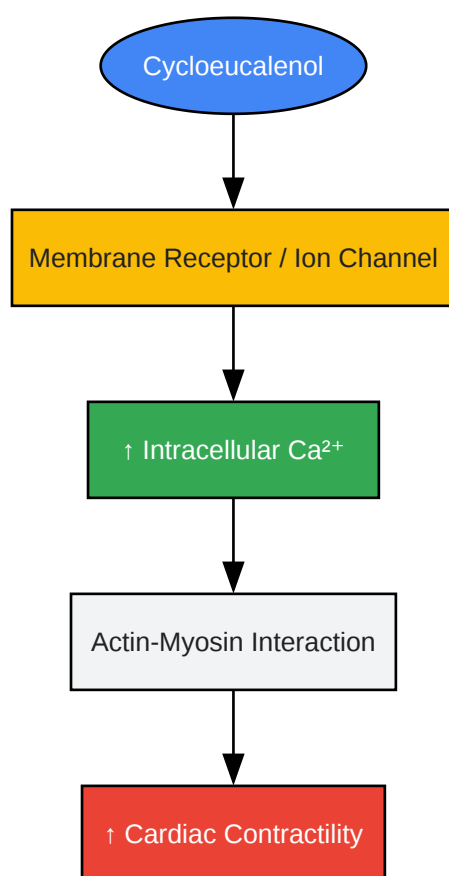 Cycloeucalenol
Membrane Receptor / Ion Channel
↑ Intracellular Ca²⁺
Actin-Myosin Interaction
↑ Cardiac Contractility